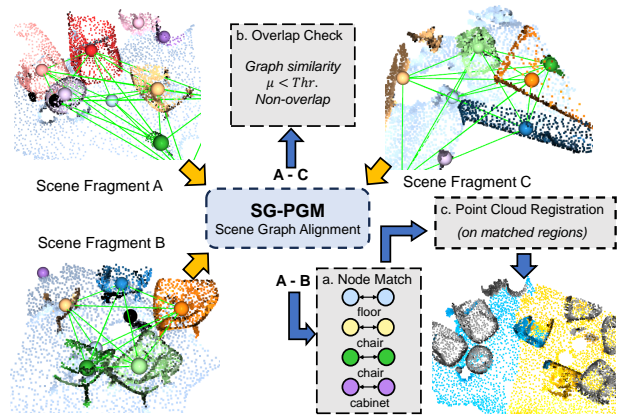 b. Overlap Check
Graph similarity
μ < Thr.
Non-overlap
Scene Fragment A
A - C
Scene Fragment C
SG-PGM
Scene Graph Alignment
c. Point Cloud Registration
(on matched regions)
Scene Fragment B
A - B
a. Node Match
floor
chair
chair
cabinet